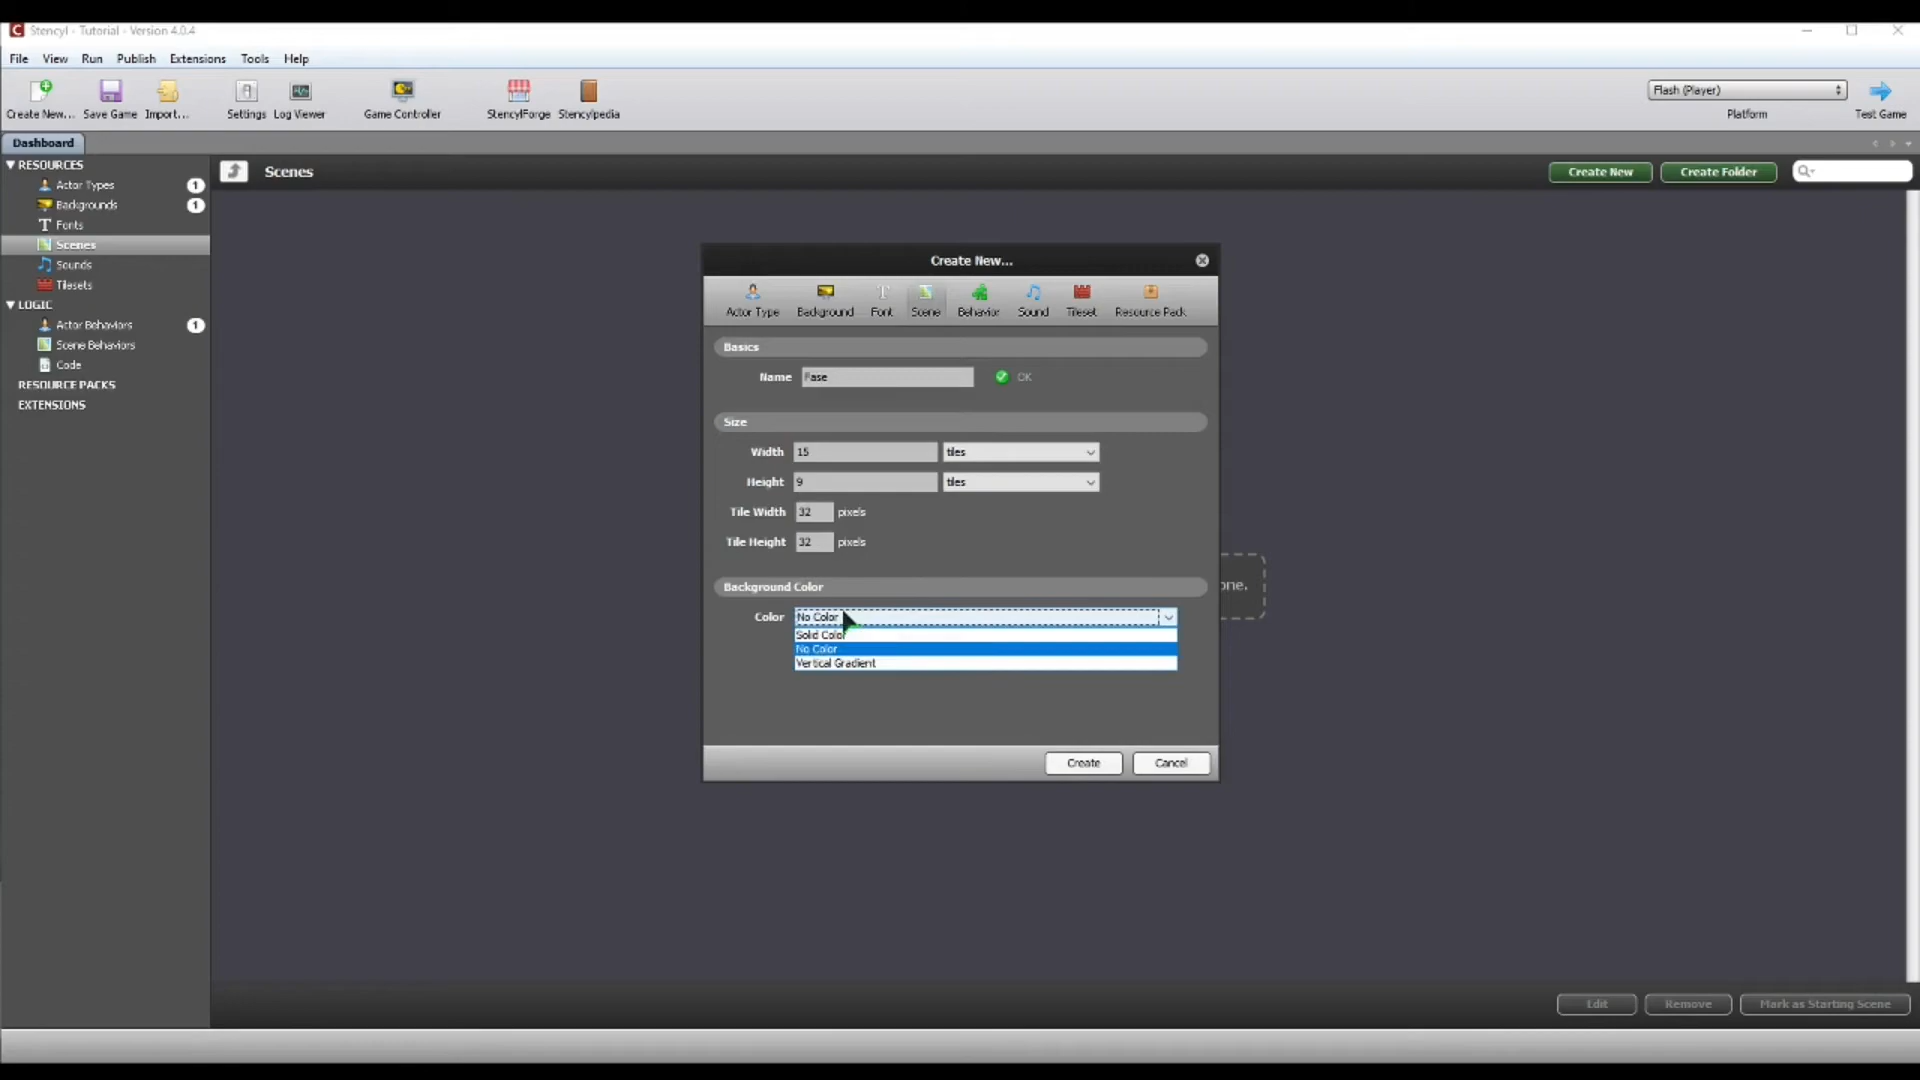 Stencyl - Tutorial - Version 4.0.4
File View Run Publish Extensions Tools Help
Create New... Save Game Import... Settings Log Viewer Game Controller StencylForge Stencylpedia
Flash (Player)
Platform
Test Game
Dashboard
RESOURCES
Actor Types 1
Backgrounds 1
Fonts
Scenes
Sounds
Tilesets
LOGIC
Actor Behaviors 1
Scene Behaviors
Code
RESOURCE PACKS
EXTENSIONS
Scenes
Create New
Create Folder
Create New...
Actor Type Background Font Scene Behavior Sound Tileset Resource Pack
Basics
Name Fase OK
Size
Width 15 tiles
Height 9 tiles
Tile Width 32 pixels
Tile Height 32 pixels
Background Color
Color No Color
Solid Color
No Color
Vertical Gradient
Create Cancel
one.
Edit Remove Mark as Starting Scene